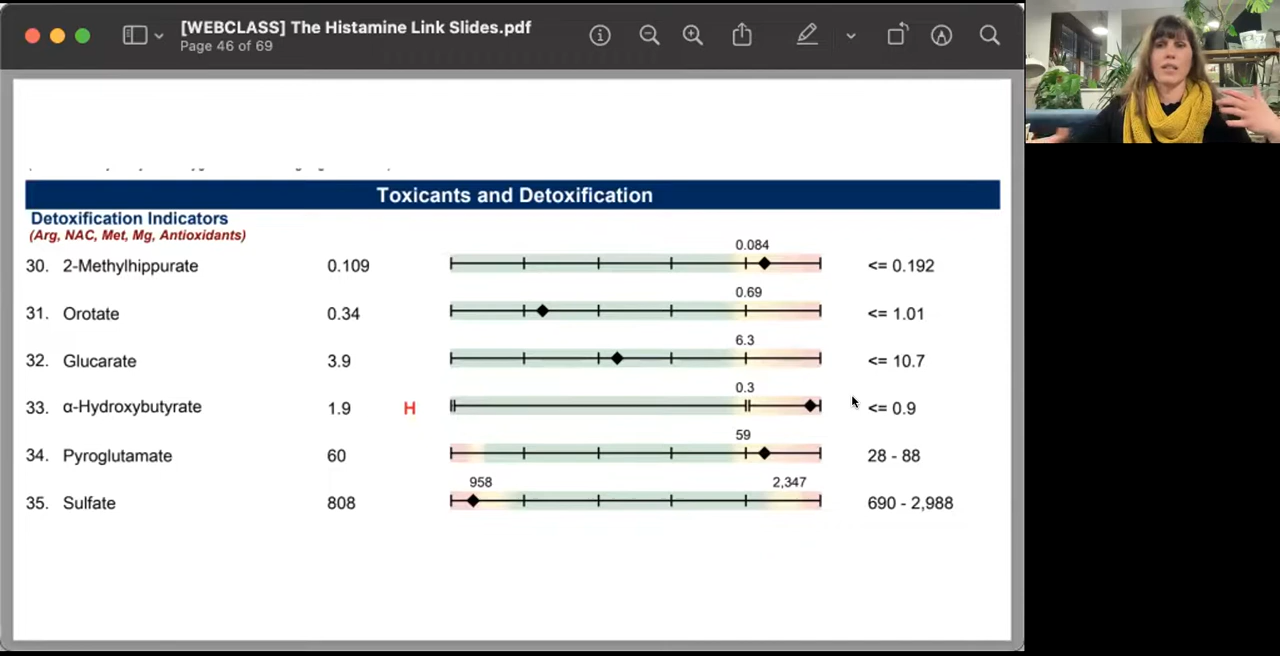 [WEBCLASS] The Histamine Link Slides.pdf
Page 46 of 69
Toxicants and Detoxification
Detoxification Indicators
(Arg, NAC, Met, Mg, Antioxidants)
0.084
30. 2-Methylhippurate 0.109 <= 0.192
0.69
31. Orotate 0.34 <= 1.01
6.3
32. Glucarate 3.9 <= 10.7
0.3
33. α-Hydroxybutyrate 1.9 H <= 0.9
59
34. Pyroglutamate 60 28 - 88
958 2,347
35. Sulfate 808 690 - 2,988